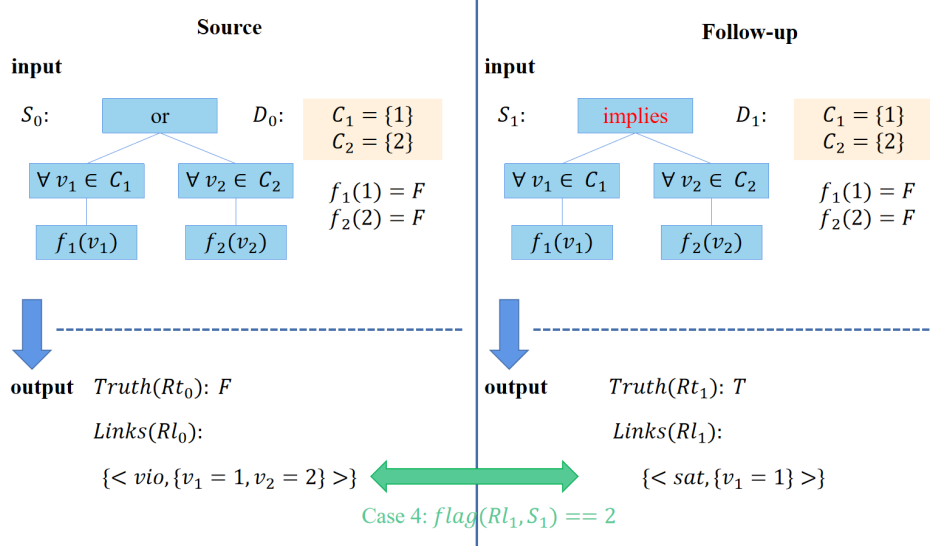 Source
input
S₀:
or
D₀:
C₁ = {1}
C₂ = {2}
∀ v₁ ∈ C₁
∀ v₂ ∈ C₂
f₁(1) = F
f₂(2) = F
f₁(v₁)
f₂(v₂)
output
Truth(Rt₀): F
Links(Rl₀):
{< vio, {v₁ = 1, v₂ = 2} >}
Follow-up
input
S₁:
implies
D₁:
C₁ = {1}
C₂ = {2}
∀ v₁ ∈ C₁
∀ v₂ ∈ C₂
f₁(1) = F
f₂(2) = F
f₁(v₁)
f₂(v₂)
output
Truth(Rt₁): T
Links(Rl₁):
{< sat, {v₁ = 1} >}
Case 4: flag(Rl₁, S₁) == 2